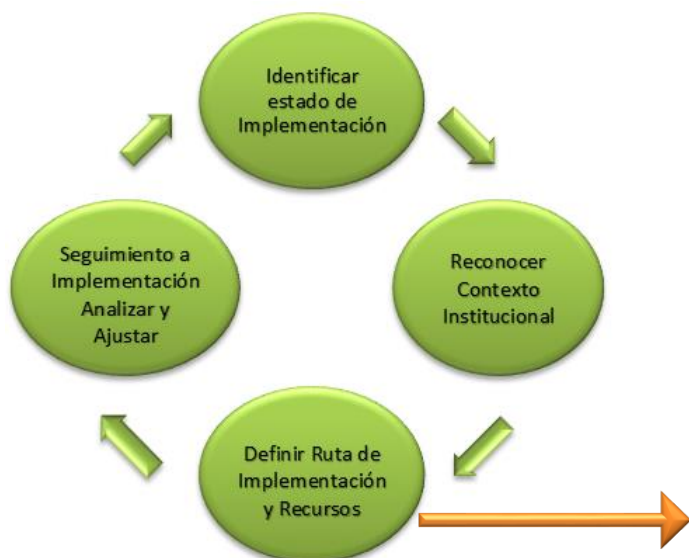 Identificar
estado de
Implementación
Reconocer
Contexto
Institucional
Definir Ruta de
Implementación
y Recursos
Seguimiento a
Implementación
Analizar y
Ajustar